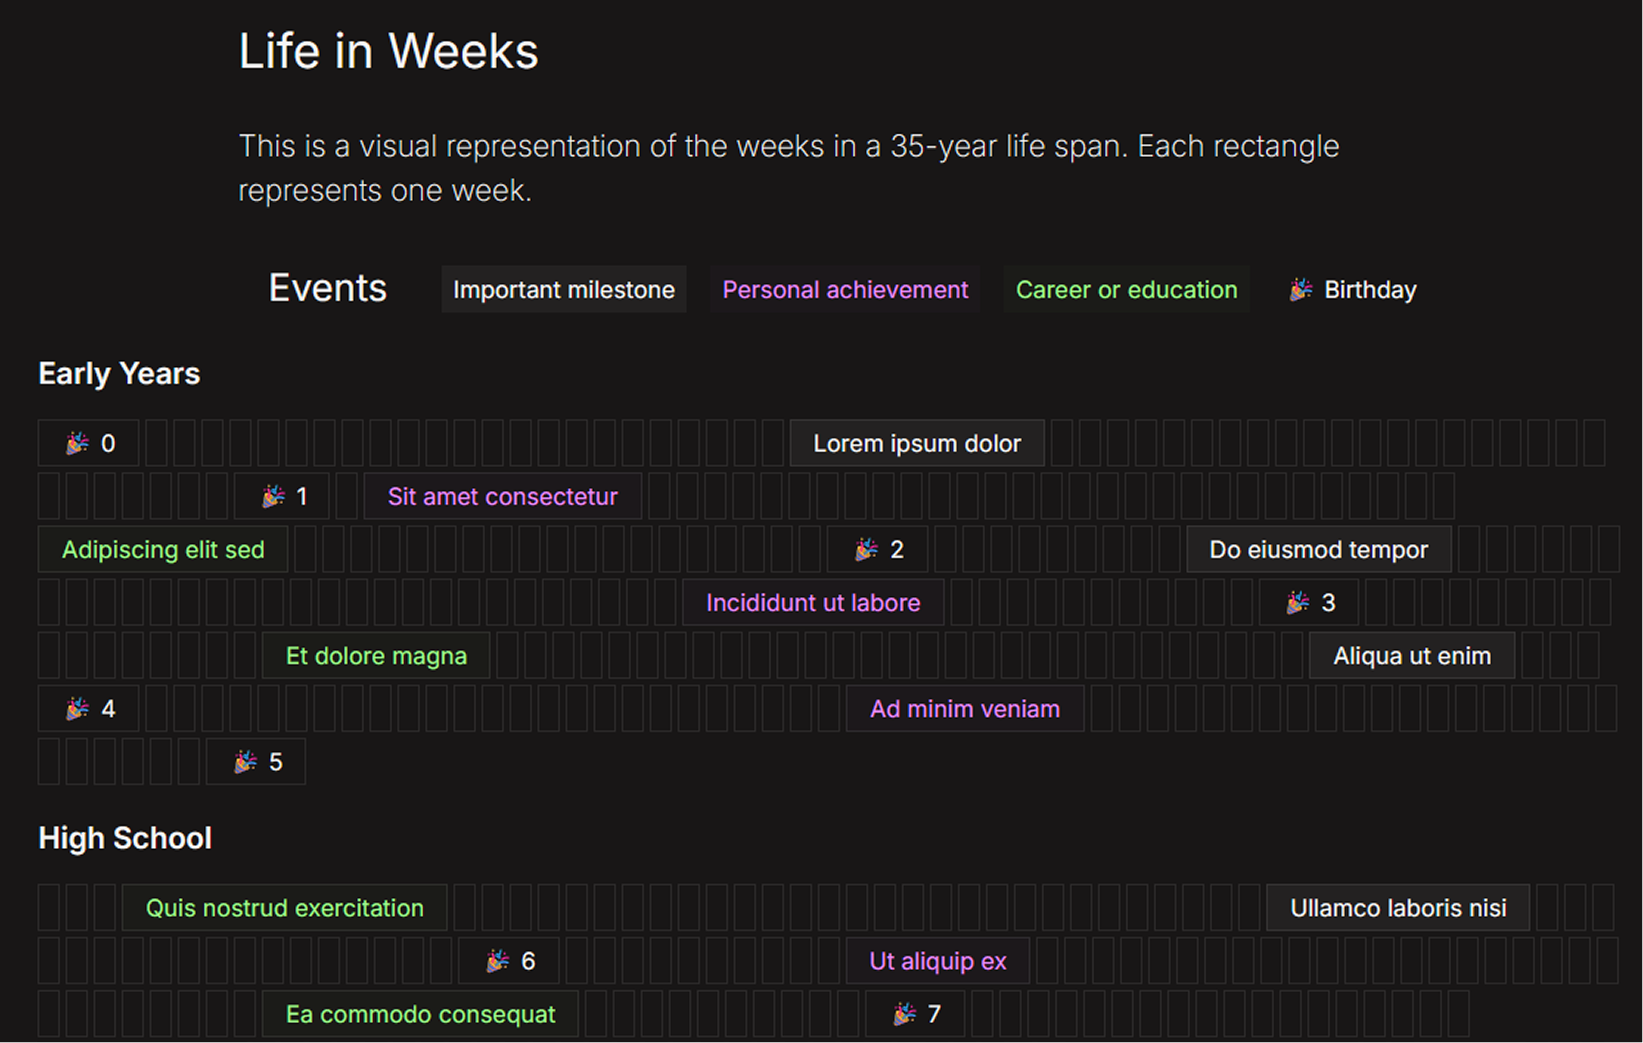 Life in Weeks
This is a visual representation of the weeks in a 35-year life span. Each rectangle
represents one week.
Events Important milestone Personal achievement Career or education 🎉 Birthday
Early Years
🎉 0 Lorem ipsum dolor
🎉 1 Sit amet consectetur
Adipiscing elit sed 🎉 2 Do eiusmod tempor
Incididunt ut labore 🎉 3
Et dolore magna Aliqua ut enim
🎉 4 Ad minim veniam
🎉 5
High School
Quis nostrud exercitation Ullamco laboris nisi
🎉 6 Ut aliquip ex
Ea commodo consequat 🎉 7